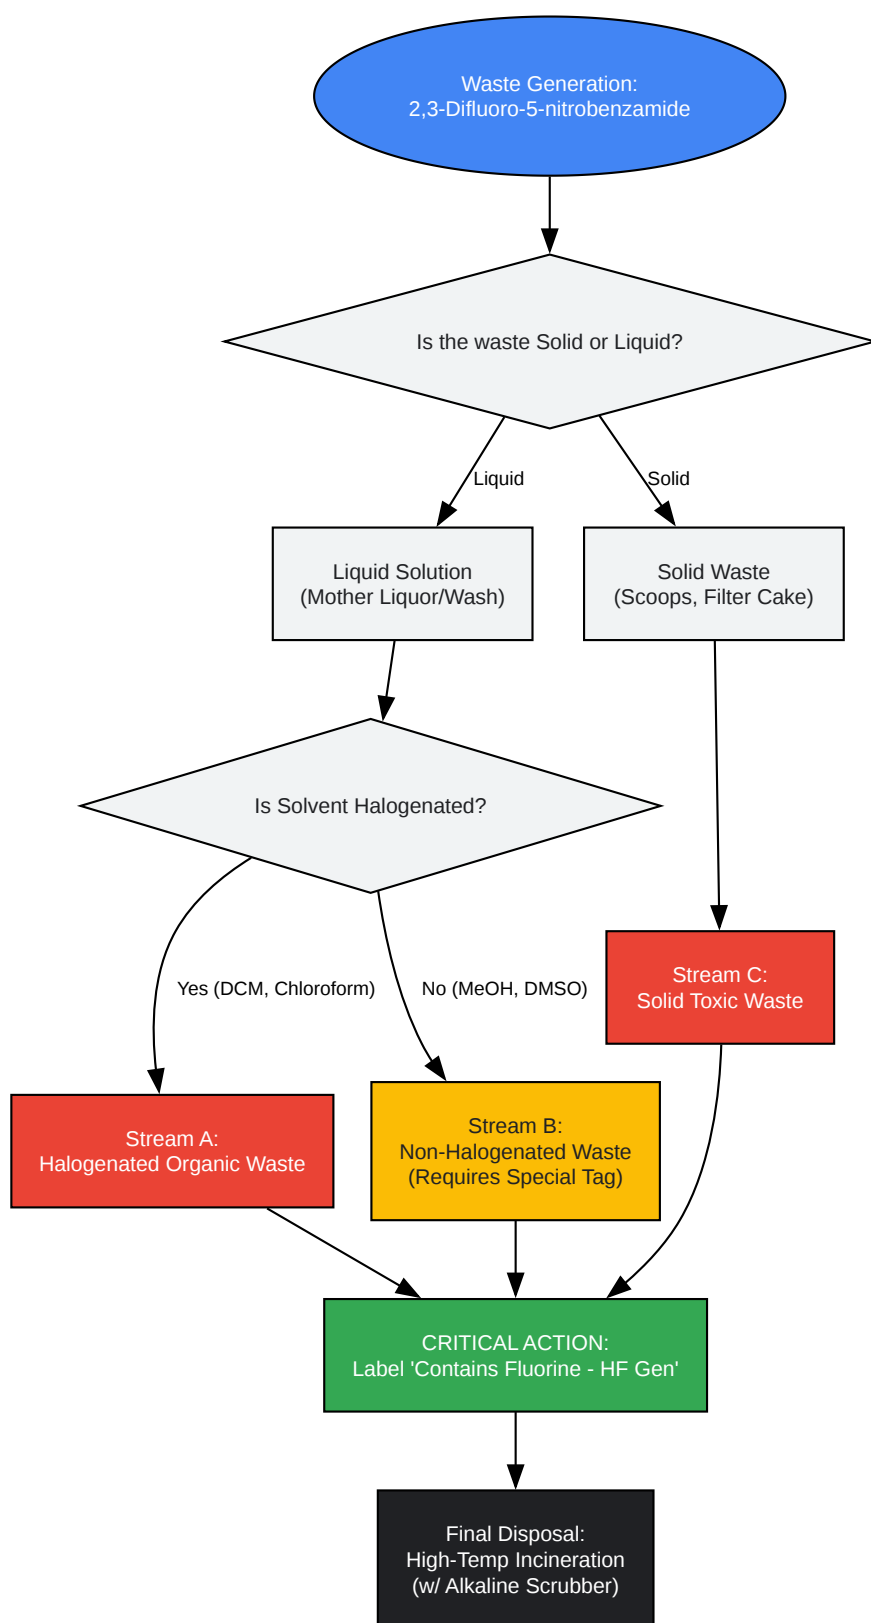 Waste Generation:
2,3-Difluoro-5-nitrobenzamide
Is the waste Solid or Liquid?
Liquid
Solid
Liquid Solution
(Mother Liquor/Wash)
Solid Waste
(Scoops, Filter Cake)
Is Solvent Halogenated?
Yes (DCM, Chloroform)
No (MeOH, DMSO)
Stream C:
Solid Toxic Waste
Stream A:
Halogenated Organic Waste
Stream B:
Non-Halogenated Waste
(Requires Special Tag)
CRITICAL ACTION:
Label 'Contains Fluorine - HF Gen'
Final Disposal:
High-Temp Incineration
(w/ Alkaline Scrubber)